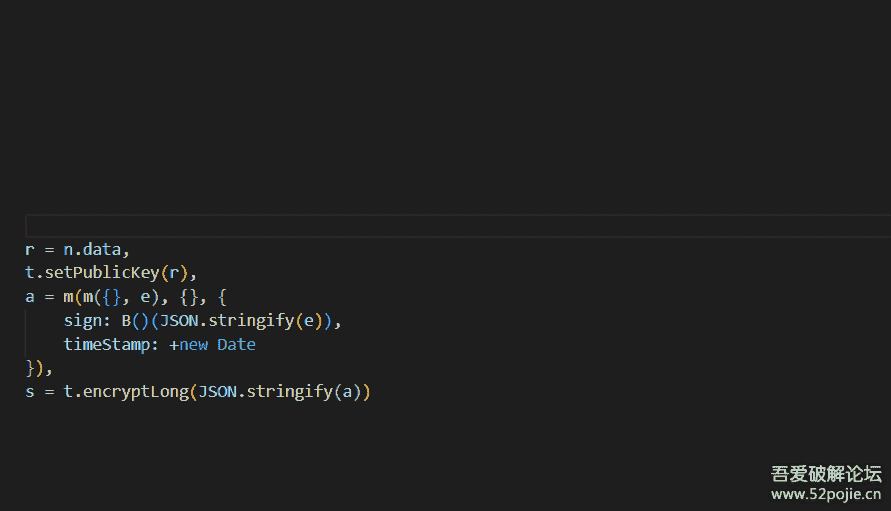 r = n.data,
t.setPublicKey(r),
a = m(m({}, e), {}, {
    sign: B()(JSON.stringify(e)),
    timeStamp: +new Date
}),
s = t.encryptLong(JSON.stringify(a))
吾爱破解论坛
www.52pojie.cn